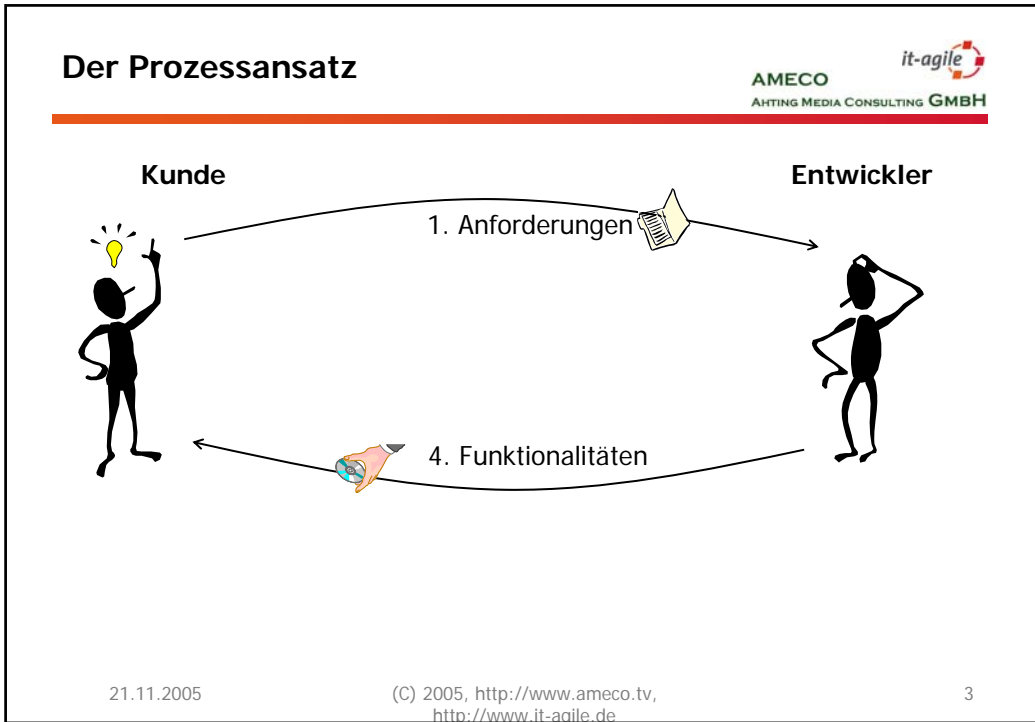 Der Prozessansatz
it-agile
AMECO
AHTING MEDIA CONSULTING GMBH
Kunde
Entwickler
1. Anforderungen
4. Funktionalitäten
21.11.2005
(C) 2005, http://www.ameco.tv,
http://www.it-agile.de
3